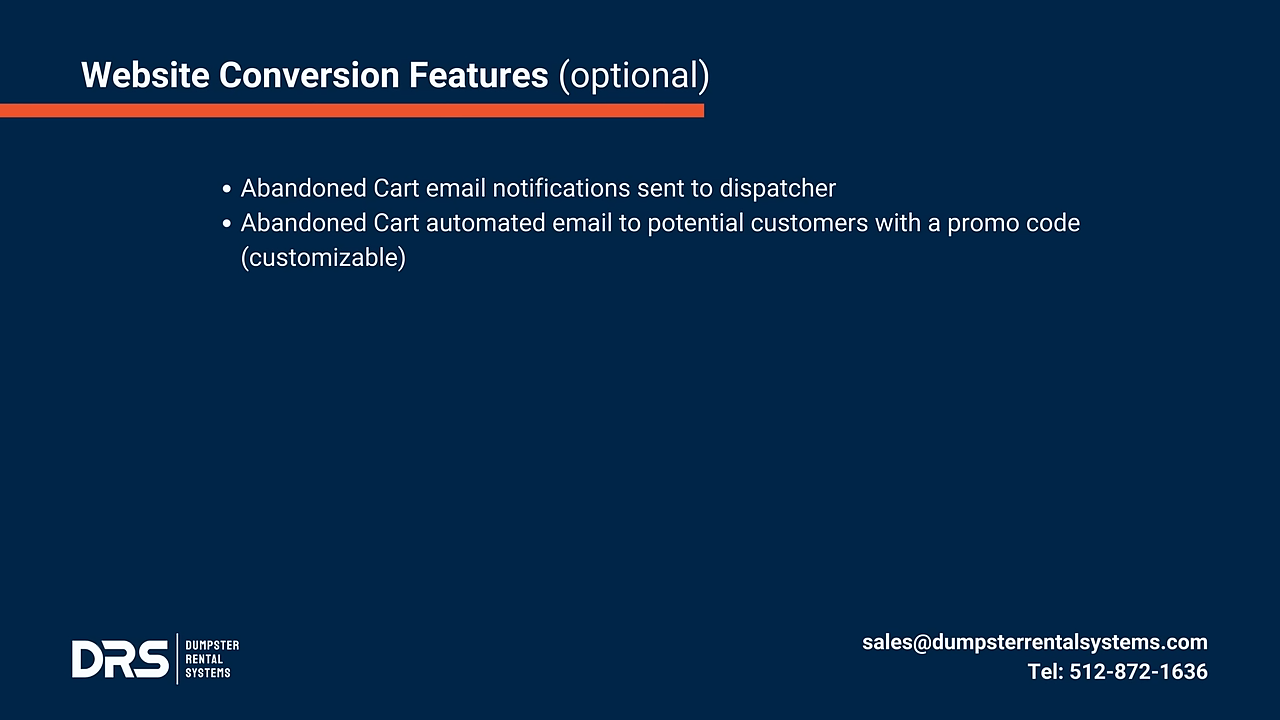 Website Conversion Features (optional)
• Abandoned Cart email notifications sent to dispatcher
• Abandoned Cart automated email to potential customers with a promo code
(customizable)
DRS
DUMPSTER
RENTAL
SYSTEMS
sales@dumpsterrentalsystems.com
Tel: 512-872-1636